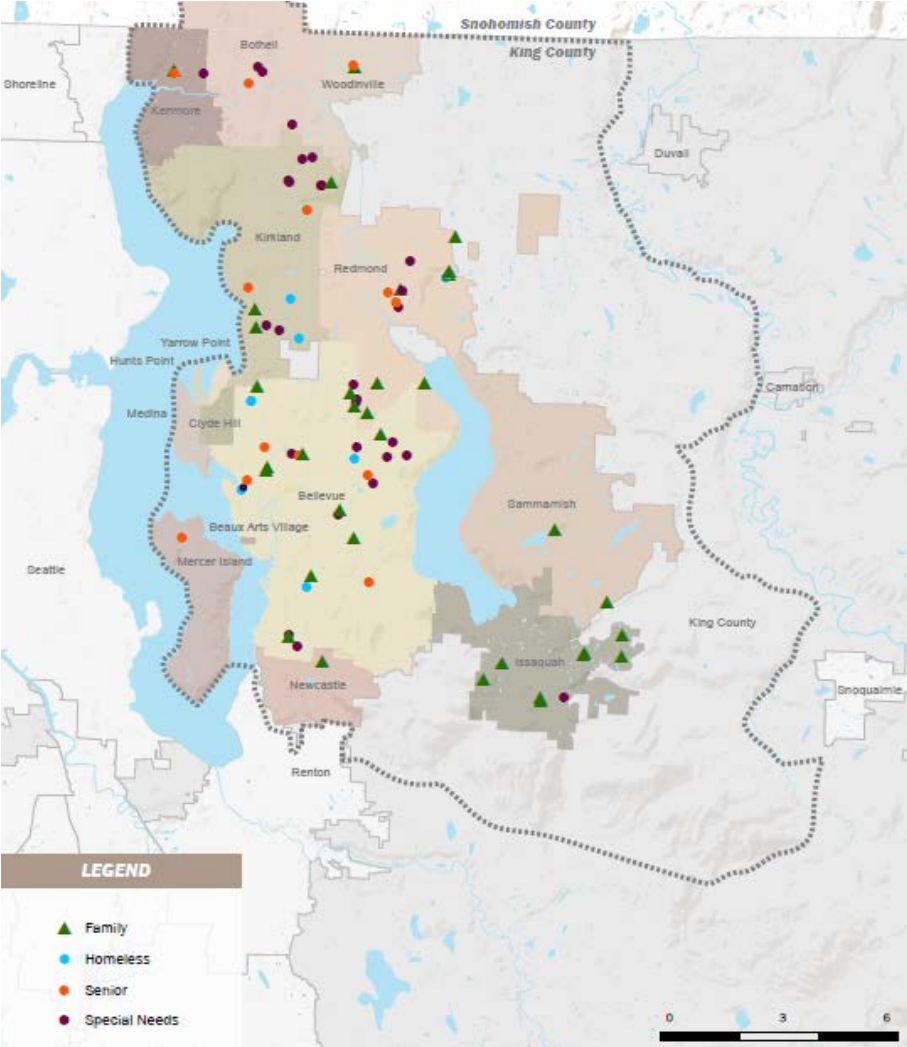 Snohomish County
King County
Bothell
Shoreline
Woodinville
Kenmore
Duvall
Kirkland
Redmond
Yarrow Point
Hunts Point
Carnation
Medina
Clyde Hill
Bellevue
Sammamish
Beaux Arts Village
Seattle
Mercer Island
King County
Issaquah
Newcastle
Snoqualmie
Renton
LEGEND
Family
Homeless
Senior
Special Needs
0 3 6